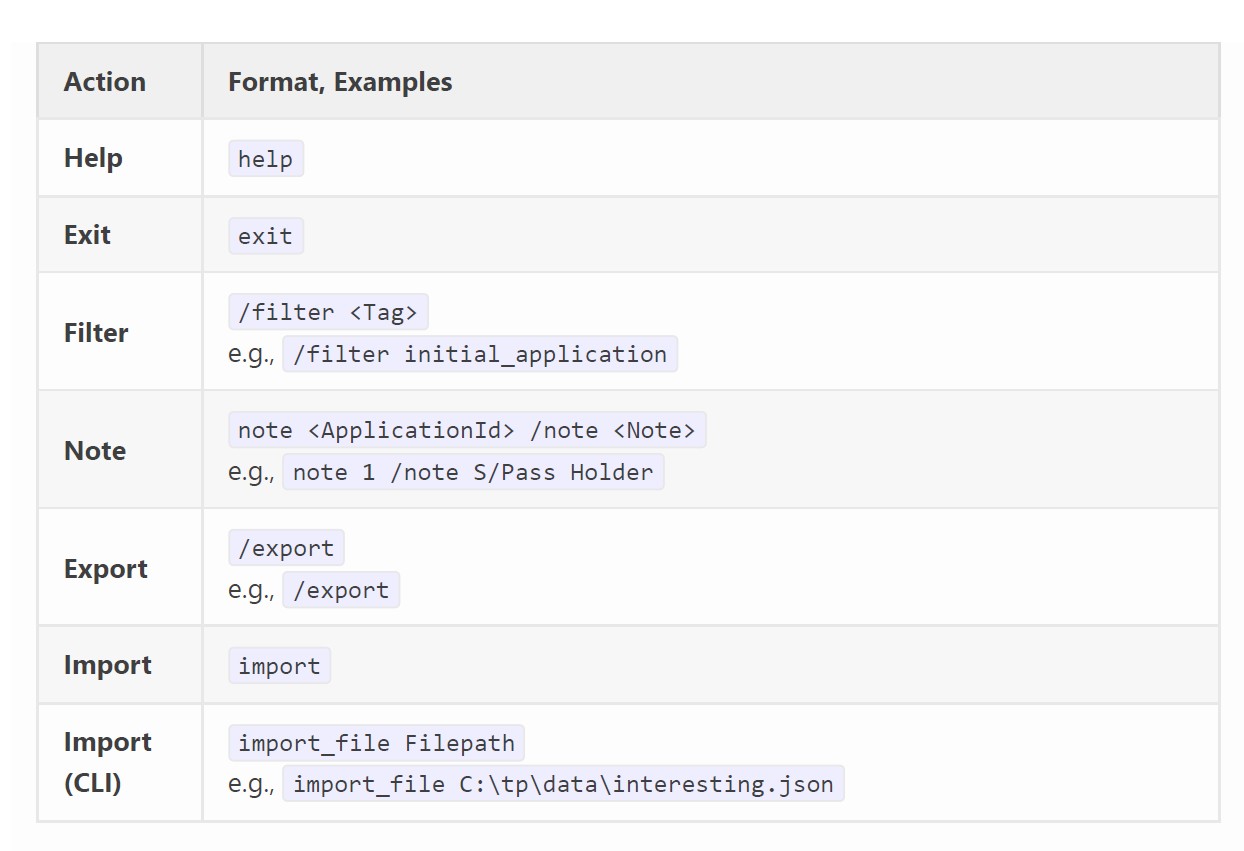 Action Format, Examples
Help help
Exit exit
Filter /filter <Tag>
e.g., /filter initial_application
Note note <ApplicationId> /note <Note>
e.g., note 1 /note S/Pass Holder
Export /export
e.g., /export
Import import
Import (CLI) import_file Filepath
e.g., import_file C:\tp\data\interesting.json